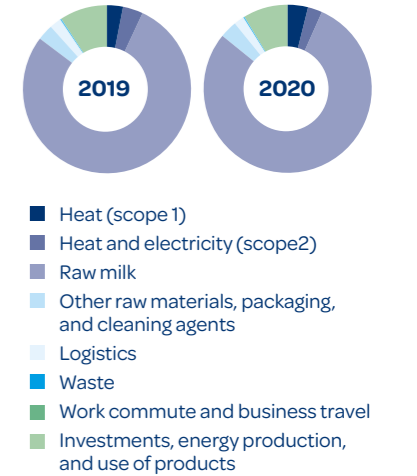 2019
2020
Heat (scope 1)
Heat and electricity (scope2)
Raw milk
Other raw materials, packaging,
and cleaning agents
Logistics
Waste
Work commute and business travel
Investments, energy production,
and use of products